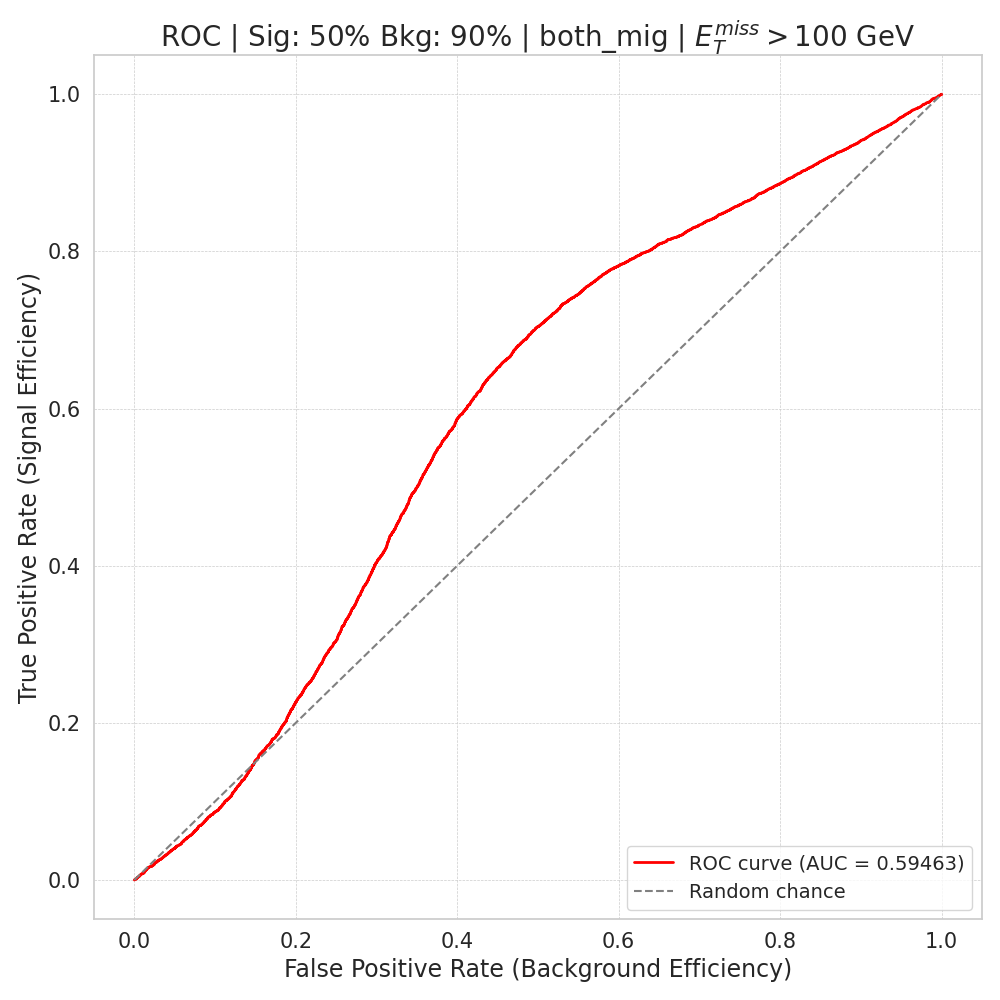 ROC | Sig: 50% Bkg: 90% | both_mig | $E_T^{miss} > 100$ GeV
True Positive Rate (Signal Efficiency)
1.0
0.8
0.6
0.4
0.2
0.0
0.0 0.2 0.4 0.6 0.8 1.0
False Positive Rate (Background Efficiency)
ROC curve (AUC = 0.59463)
Random chance